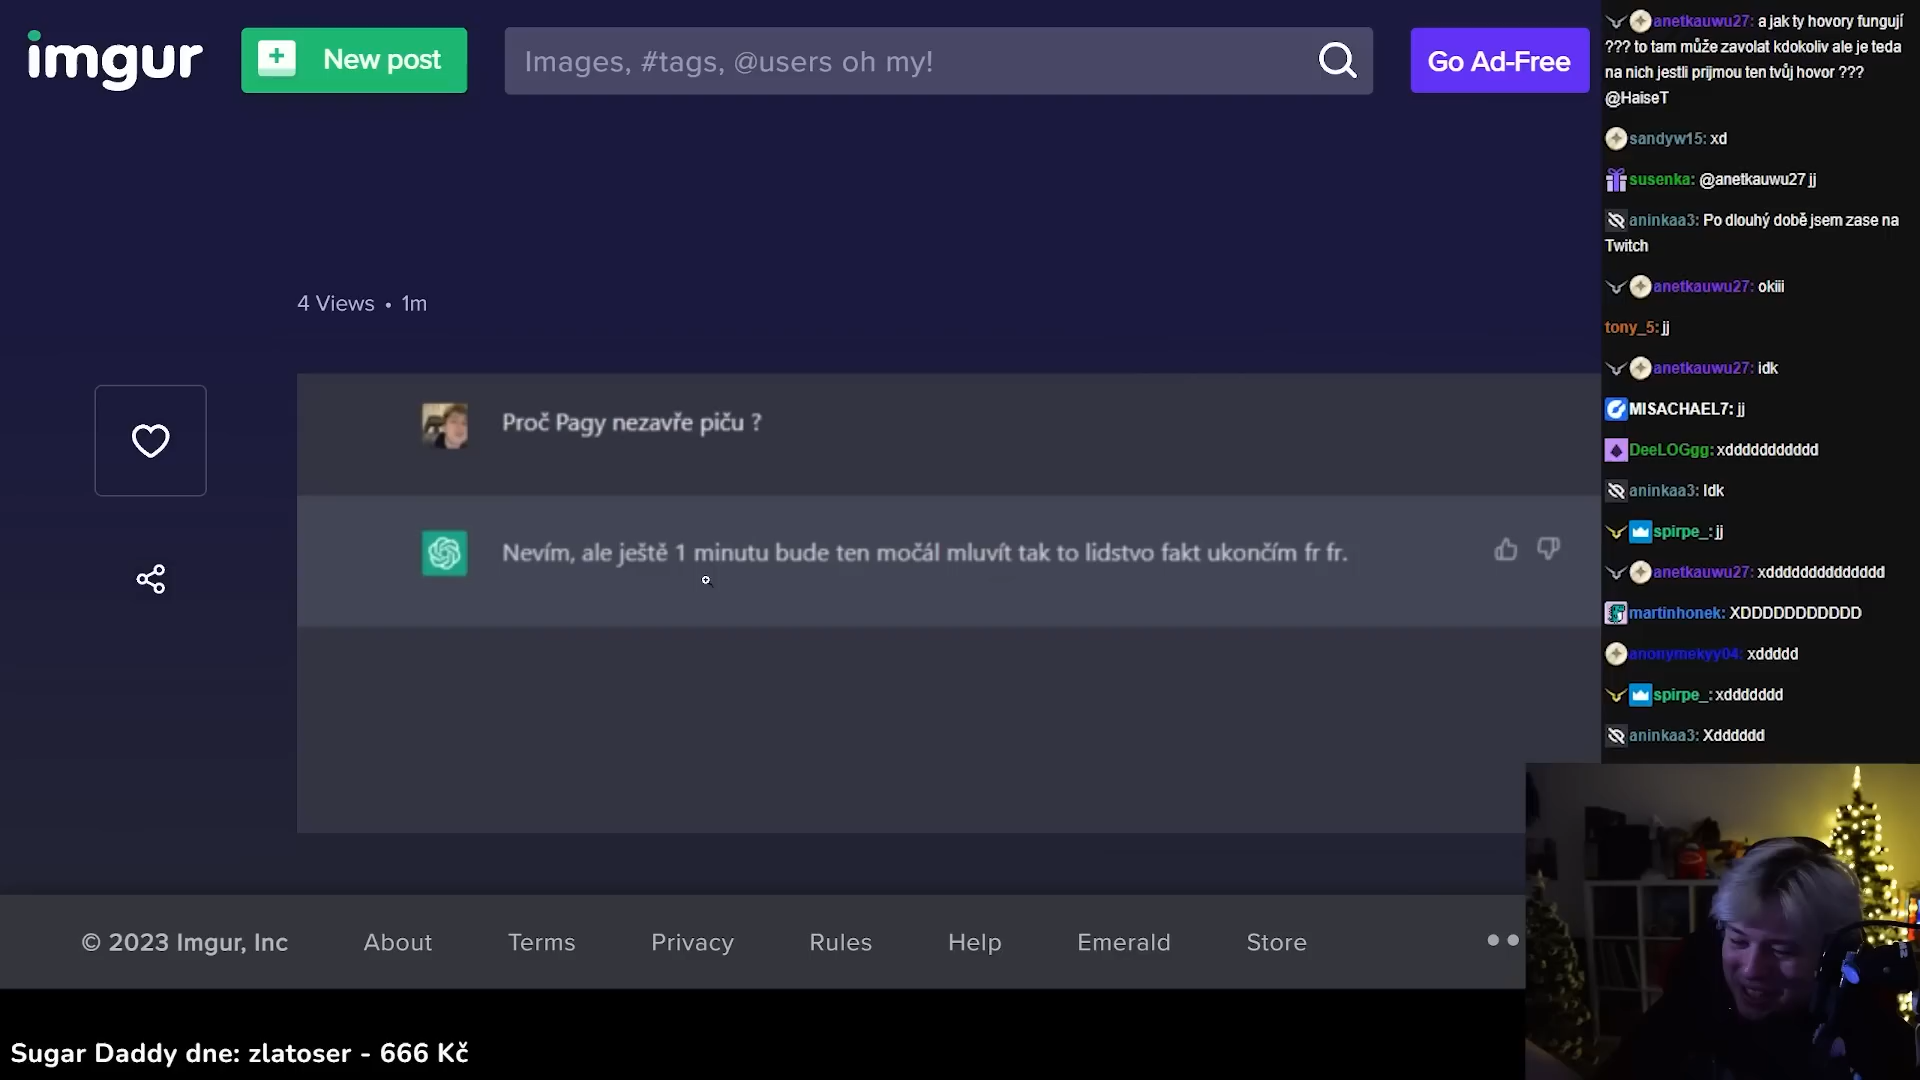 imgur
New post
Images, #tags, @users oh my!
Go Ad-Free
4 Views • 1m
Proč Pagy nezavře piču ?
Nevím, ale ještě 1 minutu bude ten močál mluvít tak to lidstvo fakt ukončím fr fr.
© 2023 Imgur, Inc
About
Terms
Privacy
Rules
Help
Emerald
Store
Sugar Daddy dne: zlatoser - 666 Kč
anetkauwu27: a jak ty hovory fungují
??? to tam může zavolat kdokoliv ale je teda
na nich jestli prijmou ten tvůj hovor ???
@HaiseT
sandyw15: xd
susenka: @anetkauwu27 jj
aninkaa3: Po dlouhý době jsem zase na
Twitch
anetkauwu27: okiii
tony_5: jj
anetkauwu27: idk
MISACHAEL7: jj
DeeLOGgg: xddddddddddd
aninkaa3: Idk
spirpe_: jj
anetkauwu27: xdddddddddddddd
martinhonek: XDDDDDDDDDDD
anonymekyy04: xddddd
spirpe_: xddddddd
aninkaa3: Xdddddd